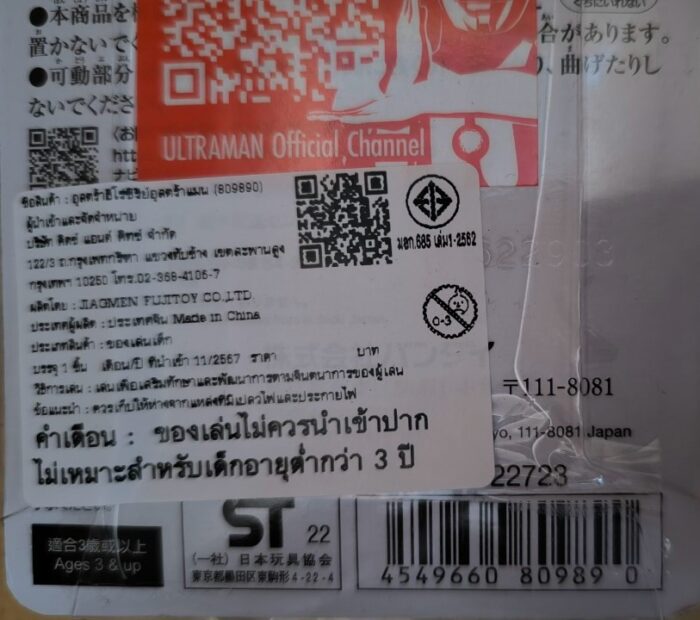 ●本商品を
置かないでく
●可動部分
ないでくださ
合があります。
曲げたりし
ULTRAMAN Official Channel
ชื่อสินค้า : อุลตร้าฮีโร่ซีรีย์อุลตร้าแมน (809890)
ผู้นำเข้าและจัดจำหน่าย
บริษัท ดิทซ์ แอนด์ คิทซ์ จำกัด
122/3 ถ.กรุงเทพกรีฑา แขวงทับช้าง เขตสะพานสูง
กรุงเทพฯ 10250 โทร.02-368-4105-7
ผลิตโดย : JIAGMEN FUJITOY CO.,LTD
ประเทศผู้ผลิต : ประเทศจีน Made in China
ประเภทสินค้า : ของเล่นเด็ก
บรรจุ 1 ชิ้น เดือน/ปี ที่นำเข้า 11/2567 ราคา บาท
วิธีการเล่น : เล่นเพื่อเสริมทักษะและพัฒนาการตามจินตนาการของผู้เล่น
ข้อแนะนำ : ควรเก็บให้ห่างจากแหล่งที่มีเปลวไฟและประกายไฟ
คำเตือน : ของเล่นไม่ควรนำเข้าปาก
ไม่เหมาะสำหรับเด็กอายุต่ำกว่า 3 ปี
มอก.685 เล่ม1-2562
0-3
〒111-8081
yo, 111-8081 Japan
22723
適合3歲或以上
Ages 3 & up
ST 22
(一社) 日本玩具協会
東京都墨田区東駒形4-22-4
4549660 80989 0